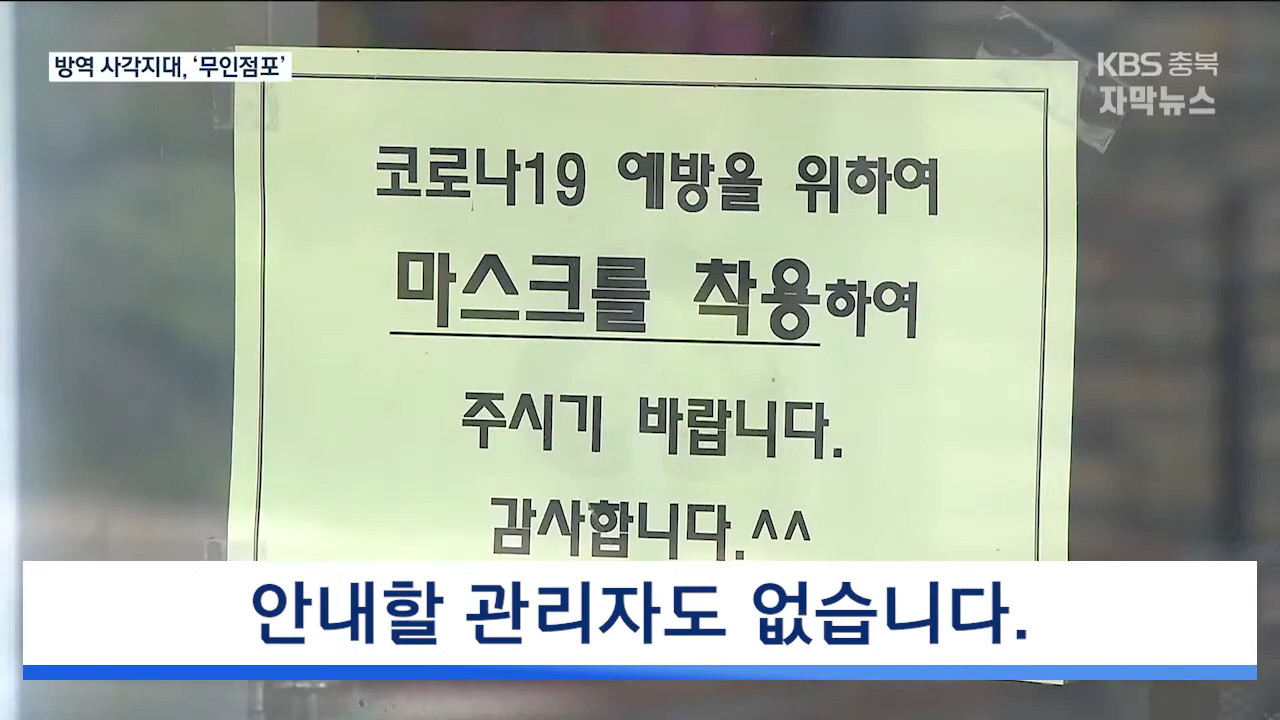 방역 사각지대, ‘무인점포’
KBS 충북
자막뉴스
코로나19 예방을 위하여
마스크를 착용하여
주시기 바랍니다.
감사합니다.^^
안내할 관리자도 없습니다.